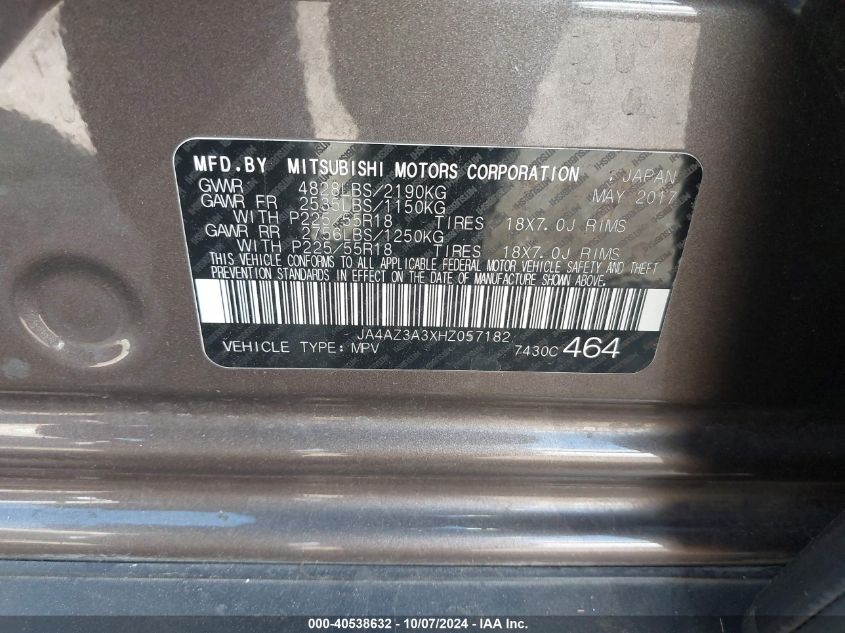 MFD.BY MITSUBISHI MOTORS CORPORATION : JAPAN
GVWR 4828LBS/2190KG MAY 2017
GAWR FR 2535LBS/1150KG
WITH P225/55R18 TIRES 18X7.0J RIMS
GAWR RR 2756LBS/1250KG
WITH P225/55R18 TIRES 18X7.0J RIMS
THIS VEHICLE CONFORMS TO ALL APPLICABLE FEDERAL MOTOR VEHICLE SAFETY AND THEFT
PREVENTION STANDARDS IN EFFECT ON THE DATE OF MANUFACTURE SHOWN ABOVE.
JA4AZ3A3XHZ057182
VEHICLE TYPE: MPV 7430C 464
000-40538632 - 10/07/2024 - IAAI Inc.